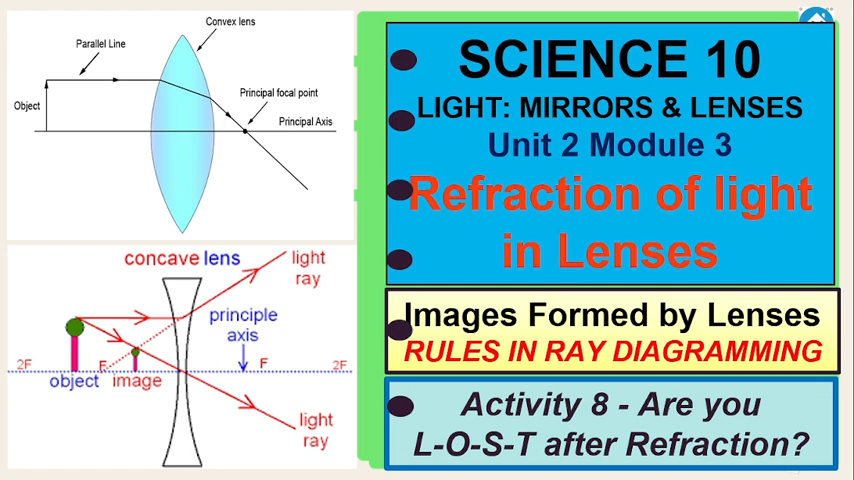 Convex lens
Parallel Line
Principal focal point
Object
Principal Axis
concave lens
light
ray
principle
axis
2F
F
F
2F
object
image
light
ray
SCIENCE 10
LIGHT: MIRRORS & LENSES
Unit 2 Module 3
Refraction of light
in Lenses
Images Formed by Lenses
RULES IN RAY DIAGRAMMING
Activity 8 - Are you
L-O-S-T after Refraction?